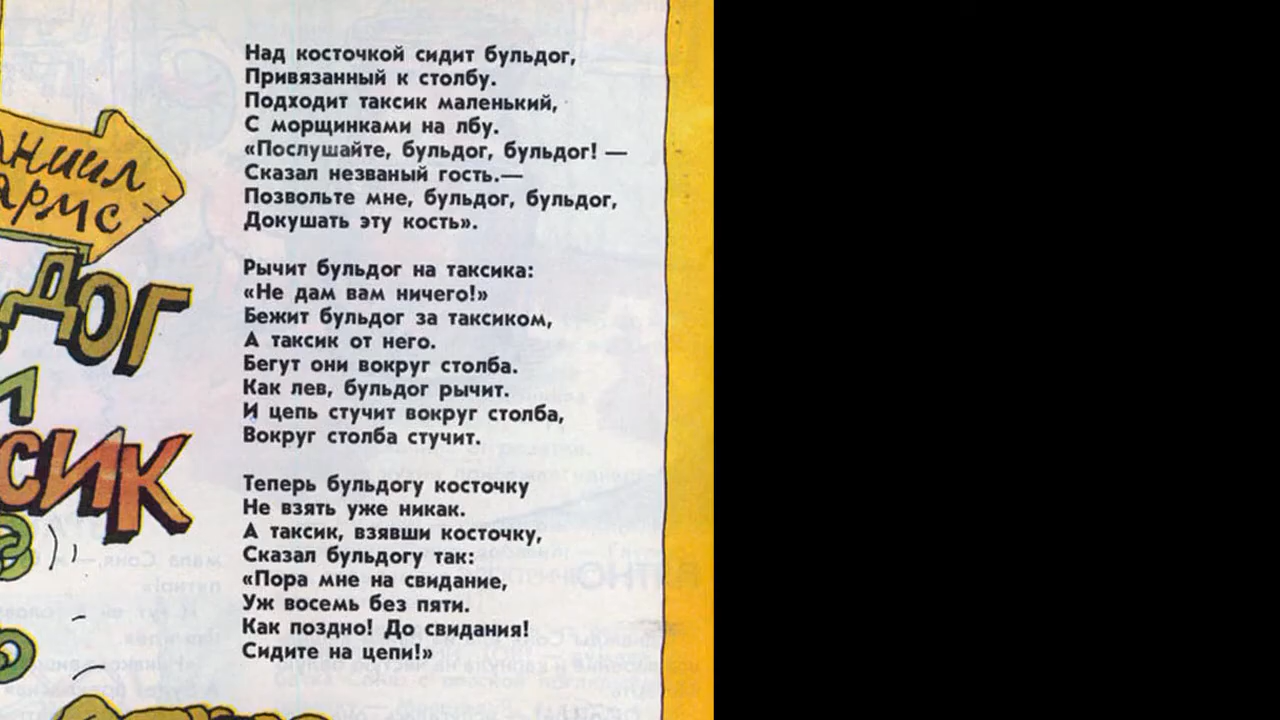 Над косточкой сидит бульдог,
Привязанный к столбу.
Подходит таксик маленький,
С морщинками на лбу.
«Послушайте, бульдог, бульдог! —
Сказал незваный гость.—
Позвольте мне, бульдог, бульдог,
Докушать эту кость».
Рычит бульдог на таксика:
«Не дам вам ничего!»
Бежит бульдог за таксиком,
А таксик от него.
Бегут они вокруг столба.
Как лев, бульдог рычит.
И цепь стучит вокруг столба,
Вокруг столба стучит.
Теперь бульдогу косточку
Не взять уже никак.
А таксик, взявши косточку,
Сказал бульдогу так:
«Пора мне на свидание,
Уж восемь без пяти.
Как поздно! До свидания!
Сидите на цепи!»
аниил
армс
дог
и
сик